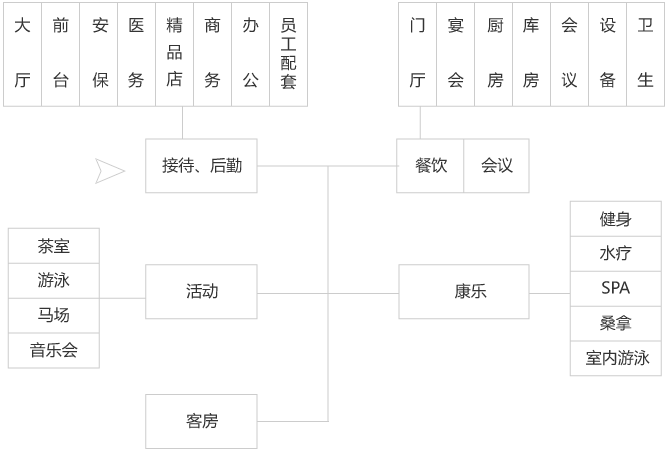 大厅
前台
安保
医务
精品店
商务
办公
员工配套
门厅
宴会
厨房
库房
会议
设备
卫生
接待、后勤
餐饮
会议
茶室
游泳
马场
音乐会
活动
康乐
健身
水疗
SPA
桑拿
室内游泳
客房